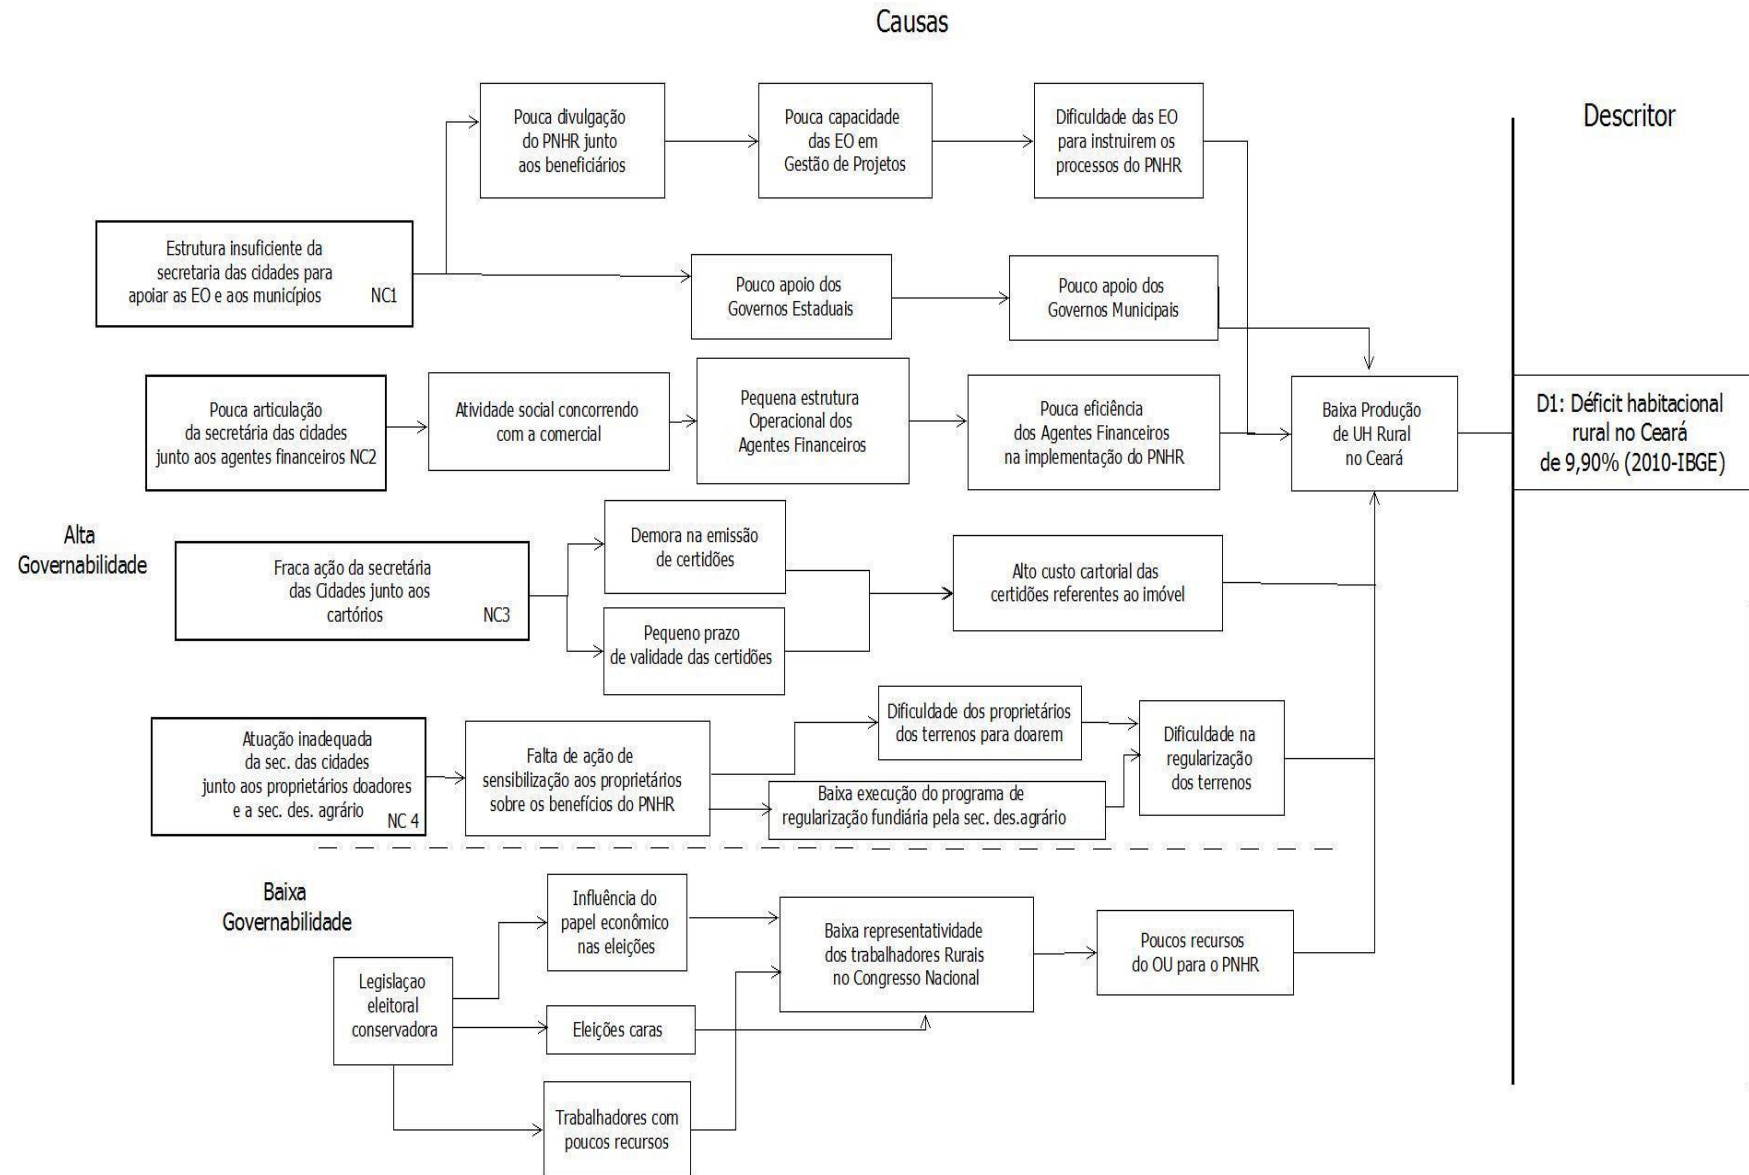 Causas
Descritor
Pouca divulgação
do PNHR junto
aos beneficiários
Pouca capacidade
das EO em
Gestão de Projetos
Dificuldade das EO
para instruirem os
processos do PNHR
Estrutura insuficiente da
secretaria das cidades para
apoiar as EO e aos municípios NC1
Pouco apoio dos
Governos Estaduais
Pouco apoio dos
Governos Municipais
Pouca articulação
da secretária das cidades
junto aos agentes financeiros NC2
Atividade social concorrendo
com a comercial
Pequena estrutura
Operacional dos
Agentes Financeiros
Pouca eficiência
dos Agentes Financeiros
na implementação do PNHR
Baixa Produção
de UH Rural
no Ceará
D1: Déficit habitacional
rural no Ceará
de 9,90% (2010-IBGE)
Alta
Governabilidade
Fraca ação da secretária
das Cidades junto aos
cartórios NC3
Demora na emissão
de certidões
Pequeno prazo
de validade das certidões
Alto custo cartorial das
certidões referentes ao imóvel
Atuação inadequada
da sec. das cidades
junto aos proprietários doadores
e a sec. des. agrário NC 4
Falta de ação de
sensibilização aos proprietários
sobre os benefícios do PNHR
Dificuldade dos proprietários
dos terrenos para doarem
Baixa execução do programa de
regularização fundiária pela sec. des.agrário
Dificuldade na
regularização
dos terrenos
Baixa
Governabilidade
Legislaçao
eleitoral
conservadora
Influência do
papel econômico
nas eleições
Eleições caras
Trabalhadores com
poucos recursos
Baixa representatividade
dos trabalhadores Rurais
no Congresso Nacional
Poucos recursos
do OU para o PNHR